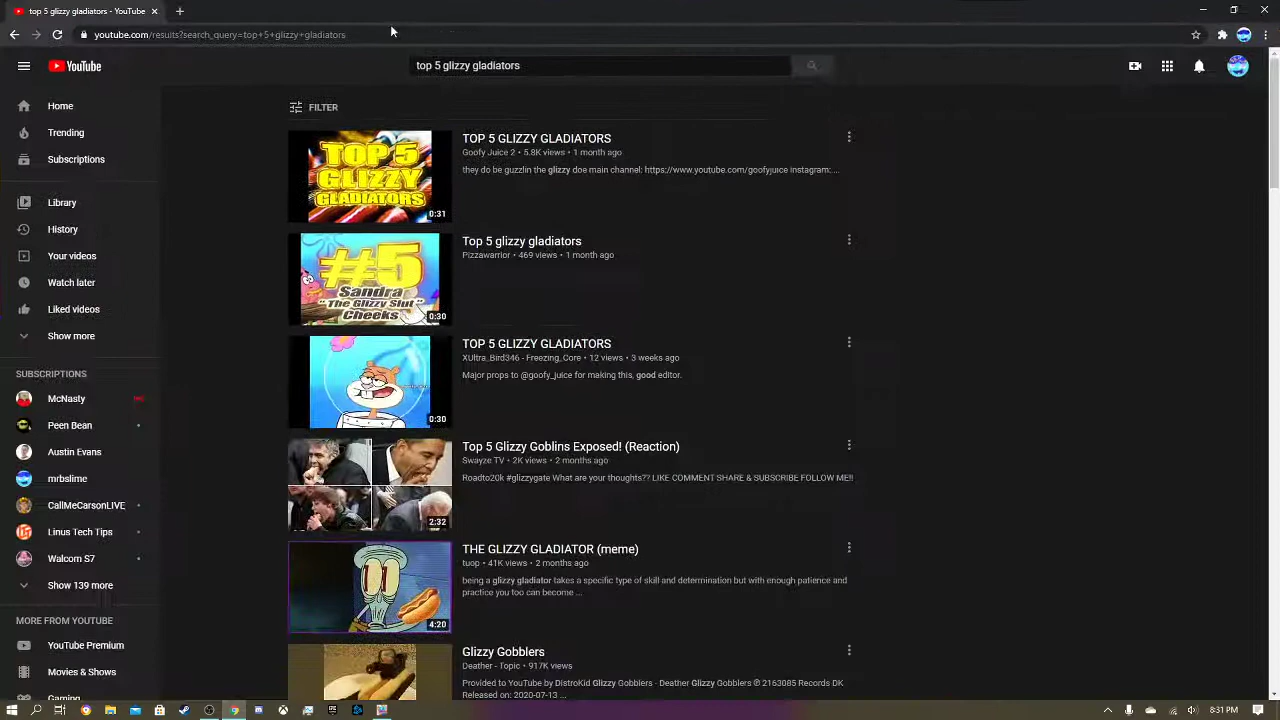 top 5 glizzy gladiators - YouTube
youtube.com/results?search_query=top+5+glizzy+gladiators
YouTube
top 5 glizzy gladiators
Home
Trending
Subscriptions
Library
History
Your videos
Watch later
Liked videos
Show more
SUBSCRIPTIONS
McNasty
Peen Bean
Austin Evans
mrbslime
CallMeCarsonLIVE
Linus Tech Tips
Walcom S7
Show 139 more
MORE FROM YOUTUBE
YouTube Premium
Movies & Shows
Gaming
FILTER
TOP 5
GLIZZY
GLADIATORS
0:31
TOP 5 GLIZZY GLADIATORS
Goofy Juice 2 • 5.8K views • 1 month ago
they do be guzzlin the glizzy doe main channel: https://www.youtube.com/goofyjuice instagram: ...
#5
Sandra
"The Glizzy Slut"
Cheeks
0:30
Top 5 glizzy gladiators
Pizzawarrior • 469 views • 1 month ago
0:30
TOP 5 GLIZZY GLADIATORS
XUltra_Bird346 - Freezing_Core • 12 views • 3 weeks ago
Major props to @goofy_juice for making this, good editor.
2:32
Top 5 Glizzy Goblins Exposed! (Reaction)
Swayze TV • 2K views • 2 months ago
Roadto20k #glizzygate What are your thoughts?? LIKE COMMENT SHARE & SUBSCRIBE FOLLOW ME!!
4:20
THE GLIZZY GLADIATOR (meme)
tuop • 41K views • 2 months ago
being a glizzy gladiator takes a specific type of skill and determination but with enough patience and
practice you too can become ...
Glizzy Gobblers
Deather - Topic • 917K views
Provided to YouTube by DistroKid Glizzy Gobblers · Deather Glizzy Gobblers ℗ 2163085 Records DK
Released on: 2020-07-13 ...
8:31 PM